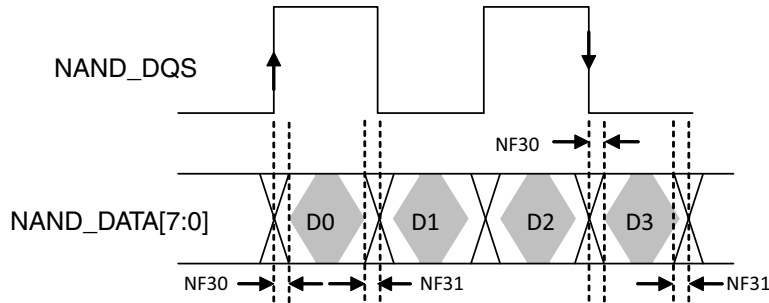 NAND_DQS
NF30
NAND_DATA[7:0]
D0 D1 D2 D3
NF30 NF31 NF31